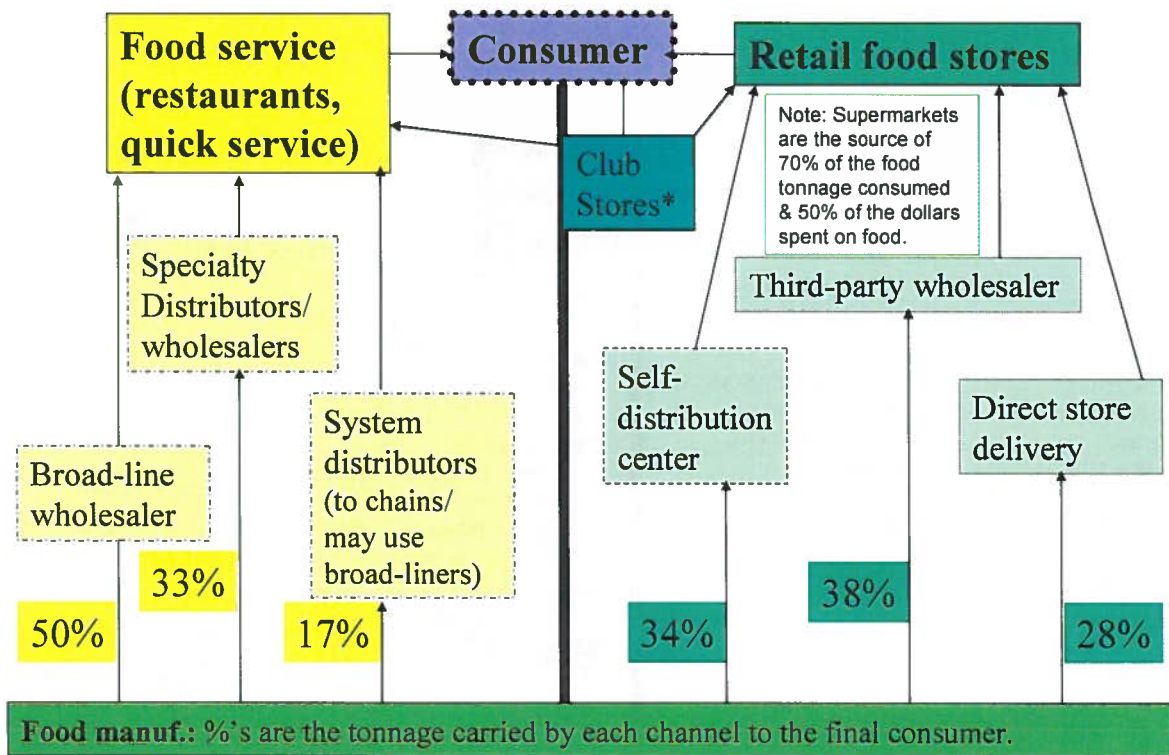 Food service
(restaurants,
quick service)
Consumer
Retail food stores
Note: Supermarkets
are the source of
70% of the food
tonnage consumed
& 50% of the dollars
spent on food.
Club
Stores*
Specialty
Distributors/
wholesalers
Third-party wholesaler
Self-
distribution
center
Direct store
delivery
System
distributors
(to chains/
may use
broad-liners)
Broad-line
wholesaler
50%
33%
17%
34%
38%
28%
Food manuf.: %'s are the tonnage carried by each channel to the final consumer.